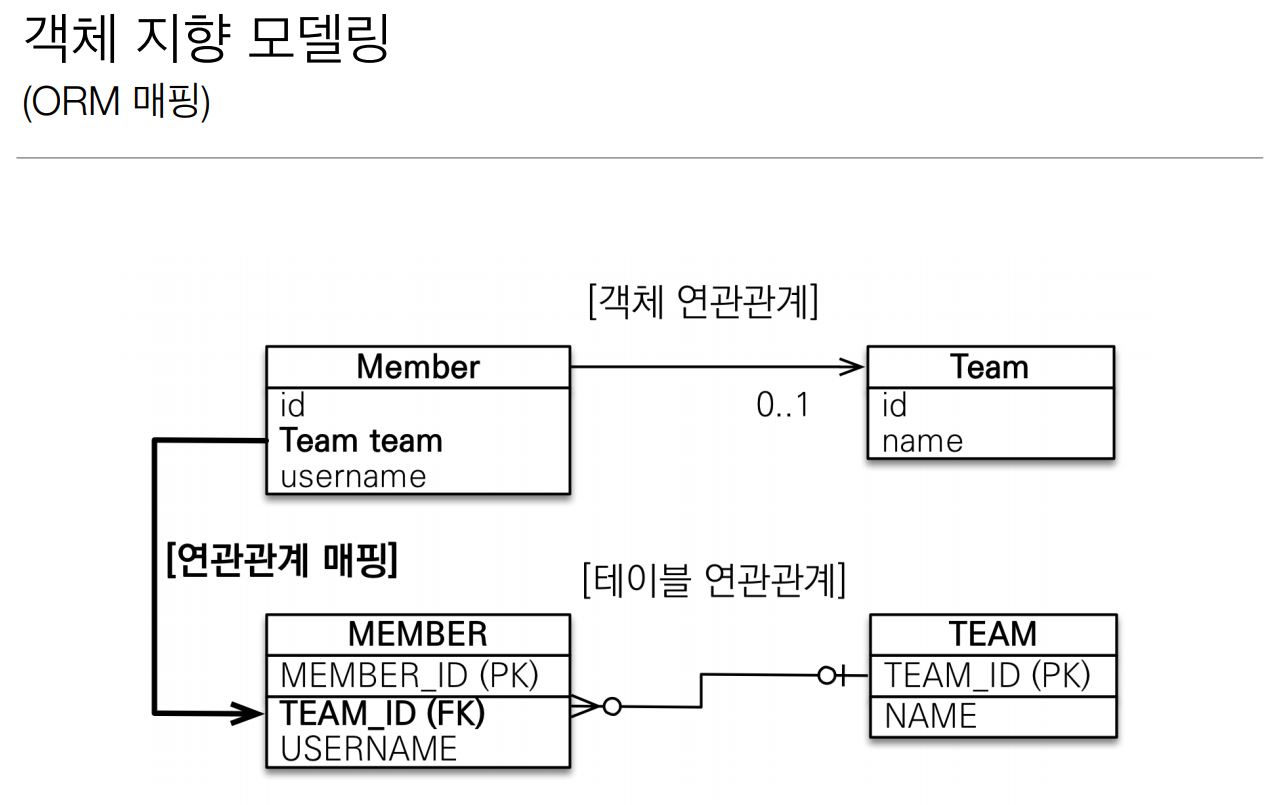 객체 지향 모델링
(ORM 매핑)
[객체 연관관계]
Member
id
Team team
username
0..1
Team
id
name
[연관관계 매핑]
[테이블 연관관계]
MEMBER
MEMBER_ID (PK)
TEAM_ID (FK)
USERNAME
TEAM
TEAM_ID (PK)
NAME